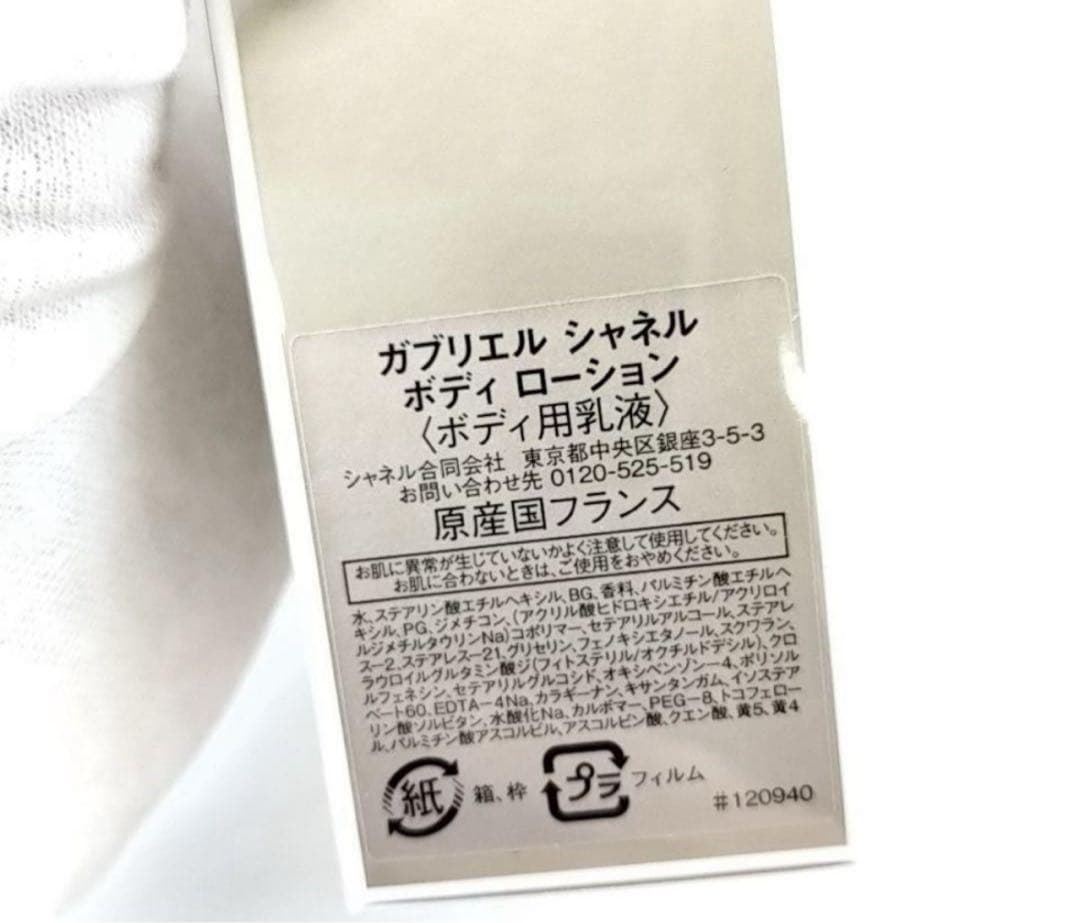 ガブリエル シャネル
ボディ ローション
〈ボディ用乳液〉
シャネル合同会社 東京都中央区銀座3-5-3
お問い合わせ先 0120-525-519
原産国フランス
お肌に異常が生じていないかよく注意して使用してください。
お肌に合わないときは、ご使用をおやめください。
水、ステアリン酸エチルヘキシル、BG、香料、パルミチン酸エチルヘ
キシル、PG、ジメチコン、(アクリル酸ヒドロキシエチル/アクリロイ
ルジメチルタウリンNa)コポリマー、セテアリルアルコール、ステアレ
スー2、ステアレスー21、グリセリン、フェノキシエタノール、スクワラン、
ラウロイルグルタミン酸ジ(フィトステリル/オクチルドデシル)、クロ
ルフェネシン、セテアリルグルコシド、オキシベンゾンー4、ポリソル
ベート60、EDTA-4Na、カラギーナン、キサンタンガム、イソステア
リン酸ソルビタン、水酸化Na、カルボマー、PEG-8、トコフェロー
ル、パルミチン酸アスコルビル、アスコルビン酸、クエン酸、黄5、黄4
紙 箱、枠 プラ フィルム
#120940